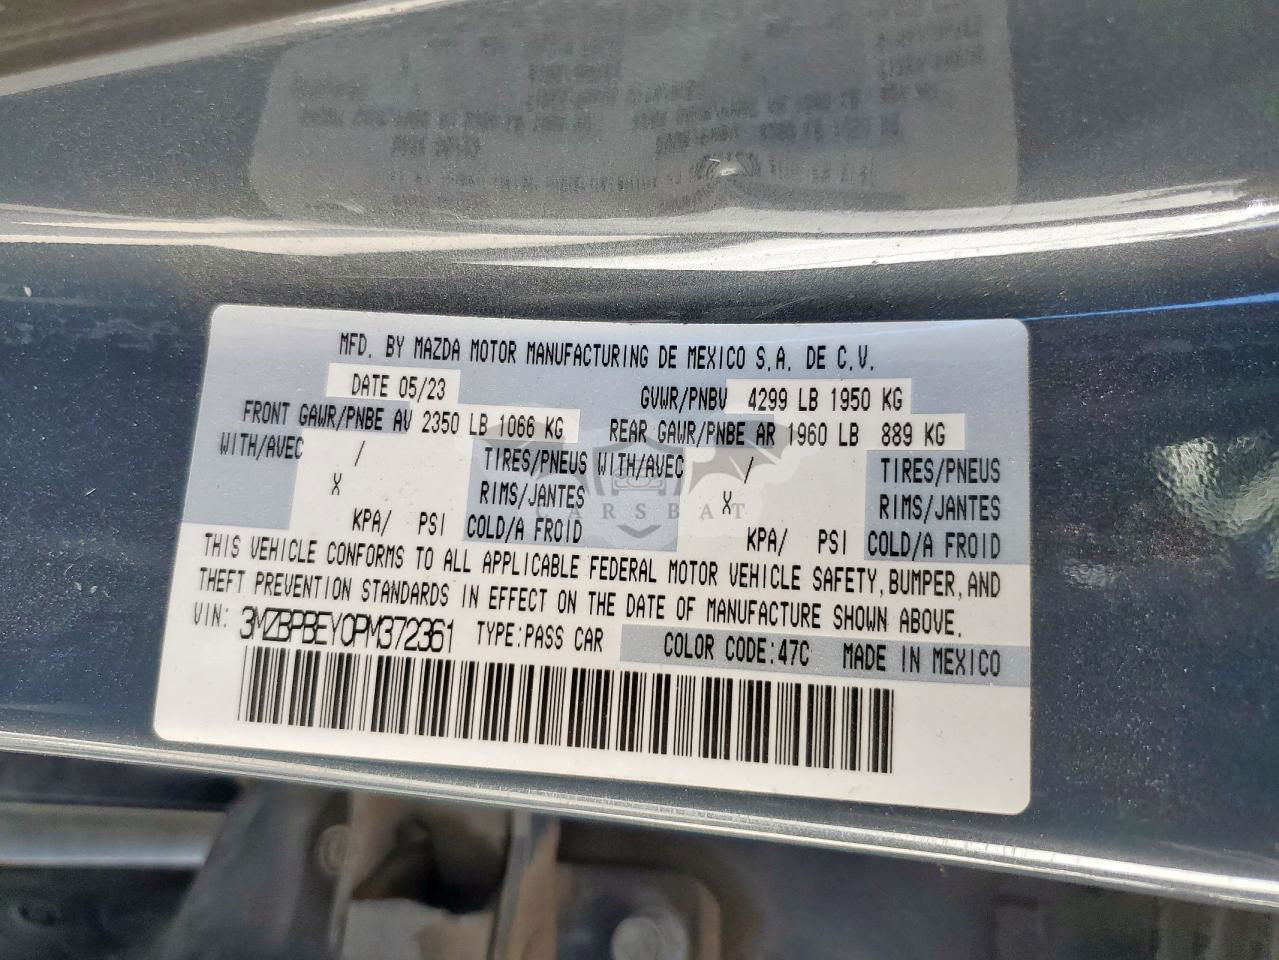 MFD. BY MAZDA MOTOR MANUFACTURING DE MEXICO S.A. DE C.V.
DATE 05/23 GVWR/PNBV 4299 LB 1950 KG
FRONT GAWR/PNBE AV 2350 LB 1066 KG REAR GAWR/PNBE AR 1960 LB 889 KG
WITH/AVEC / TIRES/PNEUS WITH/AVEC / TIRES/PNEUS
X RIMS/JANTES X RIMS/JANTES
KPA/ PSI COLD/A FROID KPA/ PSI COLD/A FROID
CARSBAT
THIS VEHICLE CONFORMS TO ALL APPLICABLE FEDERAL MOTOR VEHICLE SAFETY, BUMPER, AND
THEFT PREVENTION STANDARDS IN EFFECT ON THE DATE OF MANUFACTURE SHOWN ABOVE.
VIN: 3MZBPBEY0PM372361 TYPE: PASS CAR COLOR CODE: 47C MADE IN MEXICO